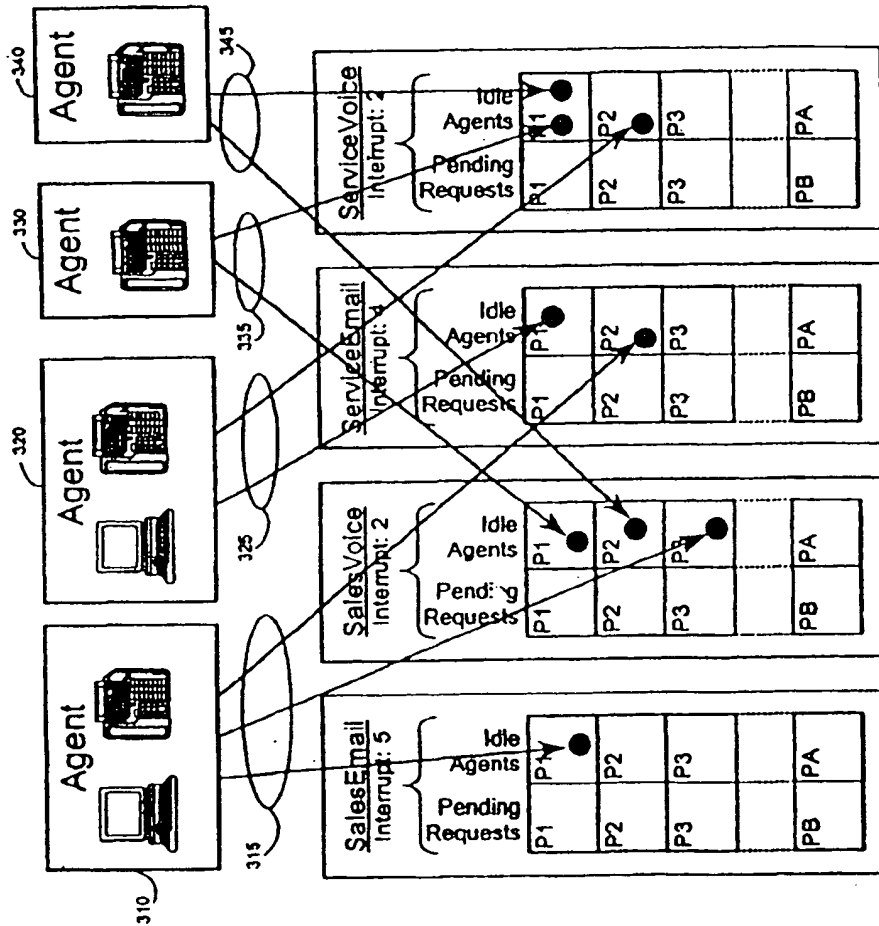 310
Agent
320
Agent
330
Agent
340
Agent
315
325
335
345
SalesEmail
Interrupt: 5
Pending
Requests
Idle
Agents
P1
P1
P2
P2
P3
P3
PB
PA
SalesVoice
Interrupt: 2
Pending
Requests
Idle
Agents
P1
P1
P2
P2
P3
P3
PB
PA
ServiceEmail
Interrupt: 4
Pending
Requests
Idle
Agents
P1
P1
P2
P2
P3
P3
PB
PA
ServiceVoice
Interrupt: 2
Pending
Requests
Idle
Agents
P1
P1
P2
P2
P3
P3
PB
PA